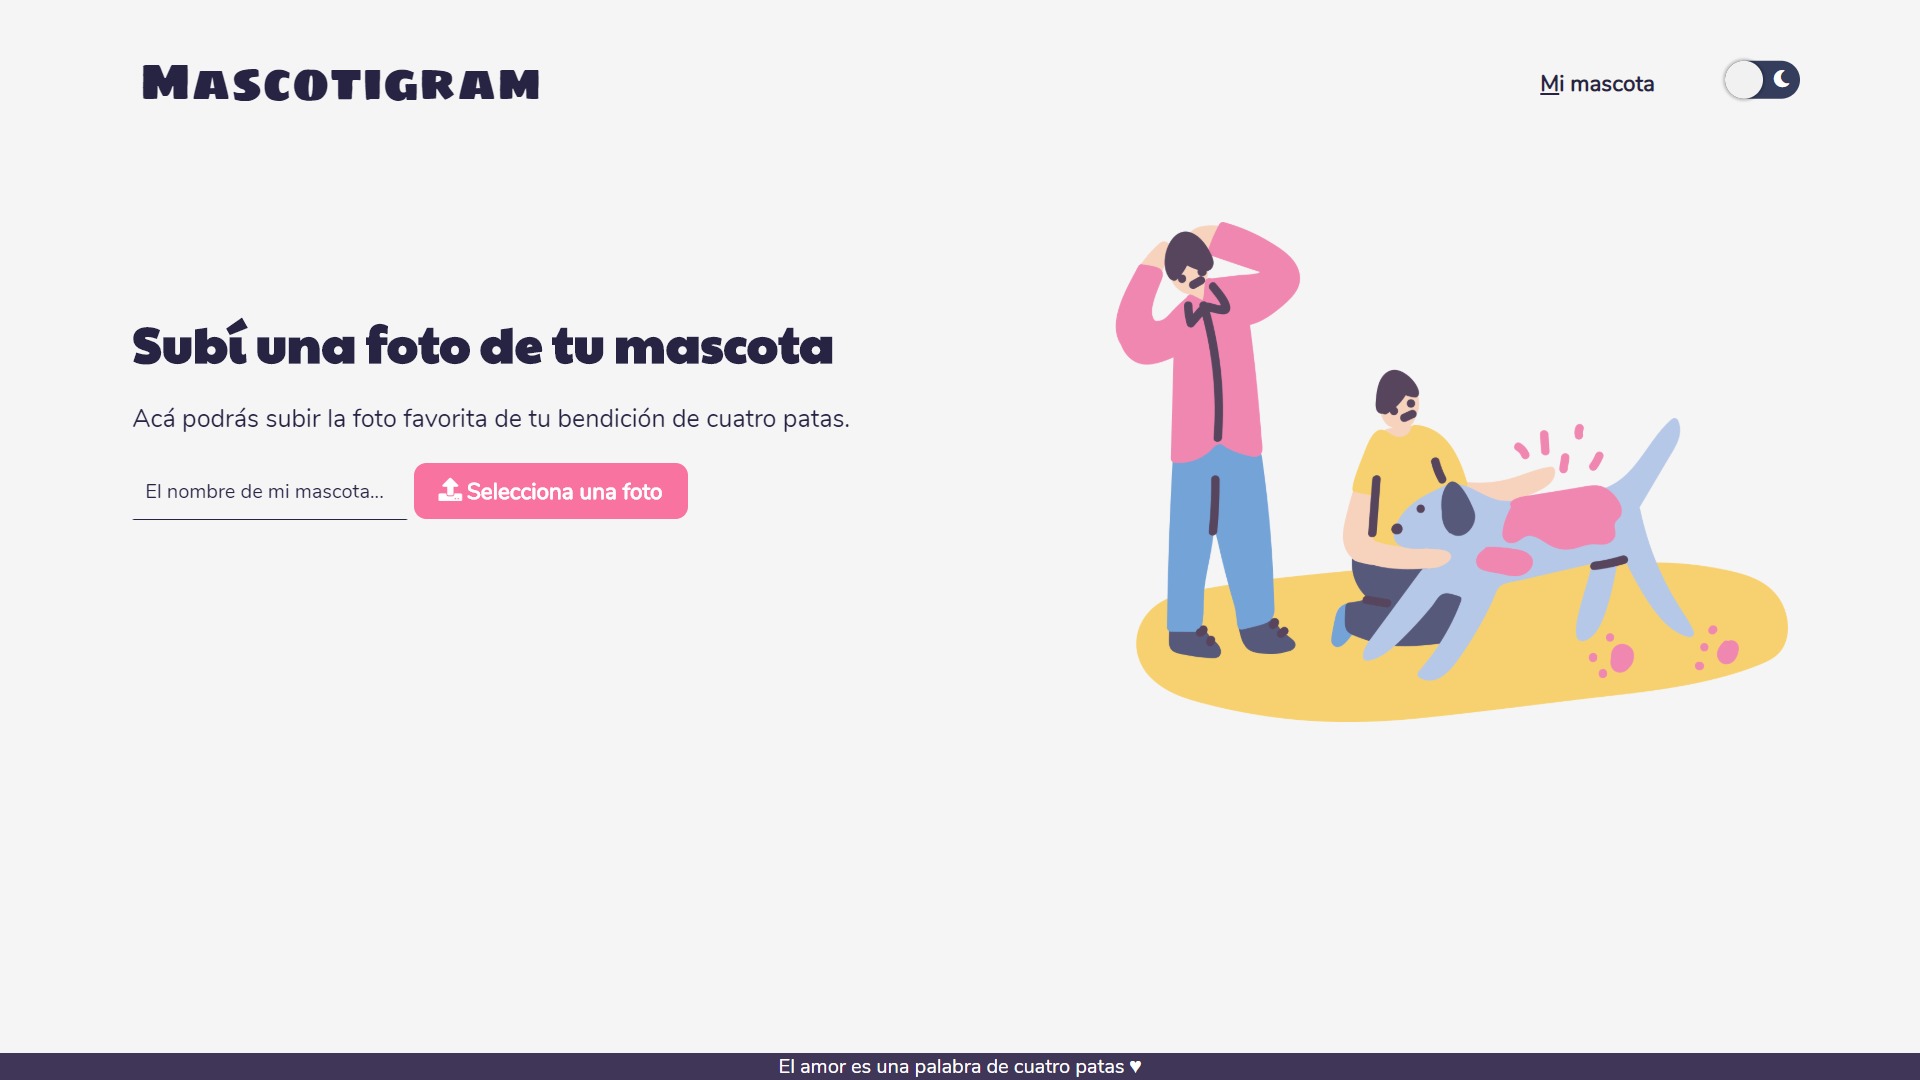 Mascotigram
Mi mascota
Subí una foto de tu mascota
Acá podrás subir la foto favorita de tu bendición de cuatro patas.
El nombre de mi mascota...
Selecciona una foto
El amor es una palabra de cuatro patas ♥